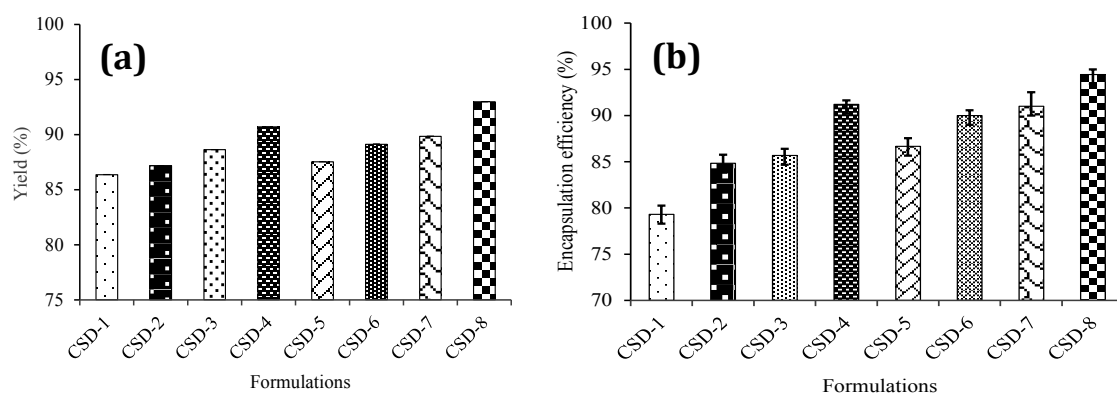 (a)
Yield (%)
100
95
90
85
80
75
CSD-1
CSD-2
CSD-3
CSD-4
CSD-5
CSD-6
CSD-7
CSD-8
Formulations
(b)
Encapsulation efficiency (%)
100
95
90
85
80
75
70
CSD-1
CSD-2
CSD-3
CSD-4
CSD-5
CSD-6
CSD-7
CSD-8
Formulations